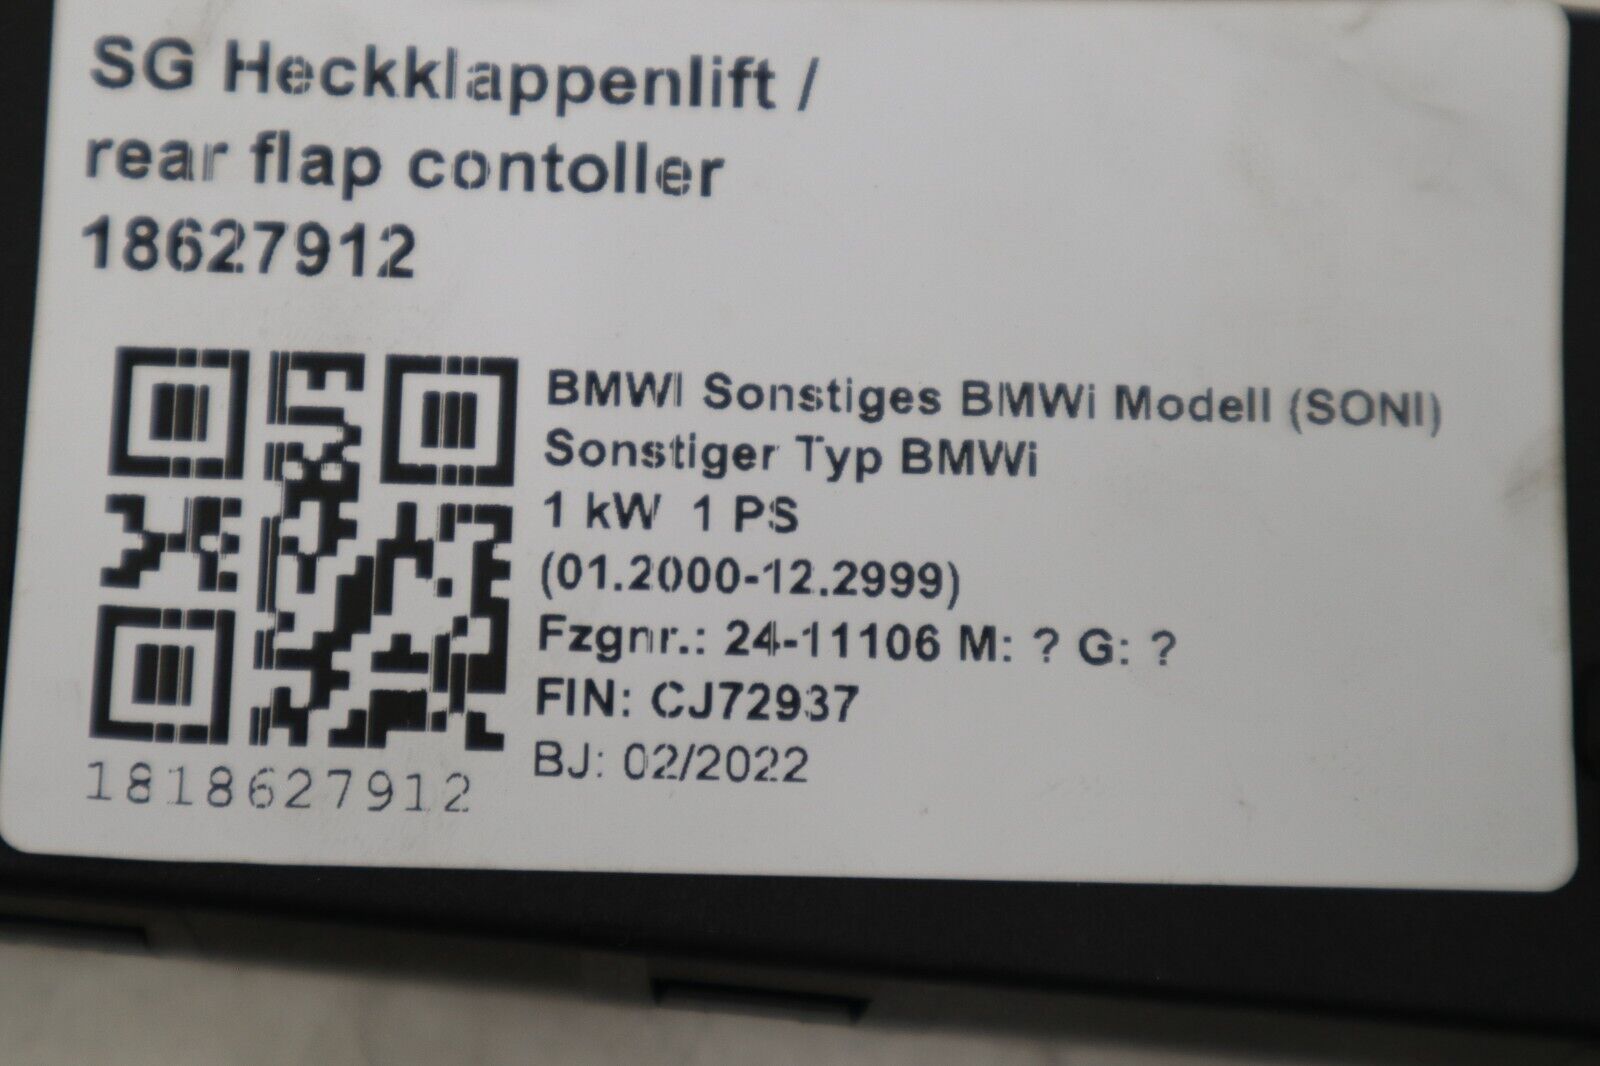 SG Heckklappenlift /
rear flap contoller
18627912
BMWI Sonstiges BMWi Modell (SONI)
Sonstiger Typ BMWi
1 kW 1 PS
(01.2000-12.2999)
Fzgnr.: 24-11106 M: ? G: ?
FIN: CJ72937
BJ: 02/2022
1818627912